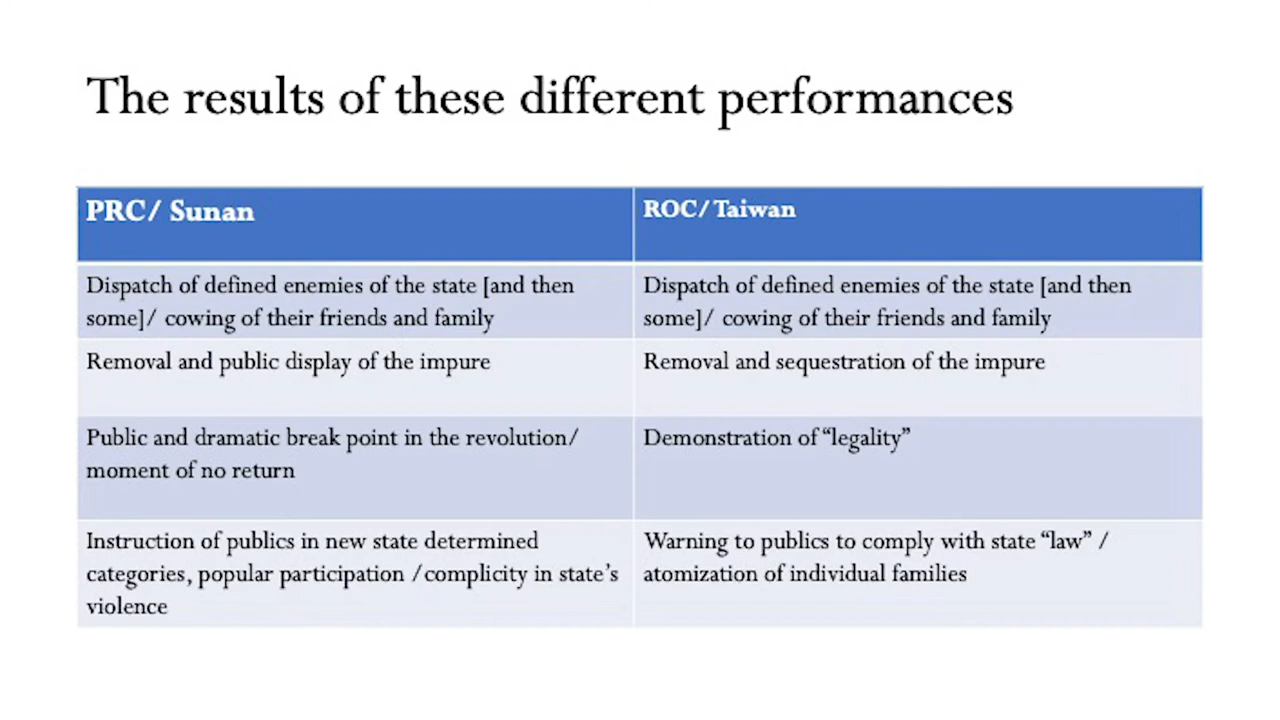 The results of these different performances
PRC/ Sunan
ROC/Taiwan
Dispatch of defined enemies of the state [and then
some]/ cowing of their friends and family
Dispatch of defined enemies of the state [and then
some]/ cowing of their friends and family
Removal and public display of the impure
Removal and sequestration of the impure
Public and dramatic break point in the revolution/
moment of no return
Demonstration of “legality”
Instruction of publics in new state determined
categories, popular participation /complicity in state’s
violence
Warning to publics to comply with state “law” /
atomization of individual families